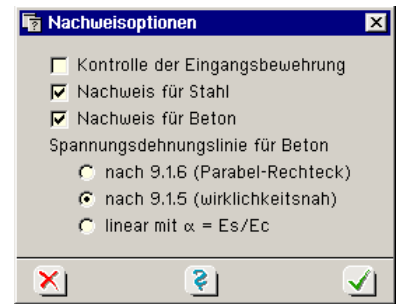 Nachweisoptionen
Kontrolle der Eingangsbewehrung
Nachweis für Stahl
Nachweis für Beton
Spannungsdehnungslinie für Beton
nach 9.1.6 (Parabel-Rechteck)
nach 9.1.5 (wirklichkeitsnah)
linear mit α = Es/Ec